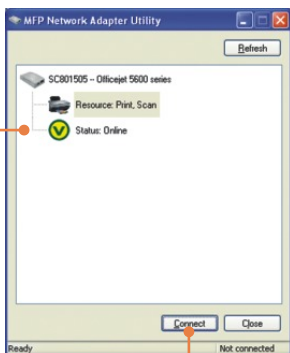 MFP Network Adapter Utility
Refresh
SC801505 – Officejet 5600 series
Resource: Print, Scan
Status: Online
Connect
Close
Ready
Not connected